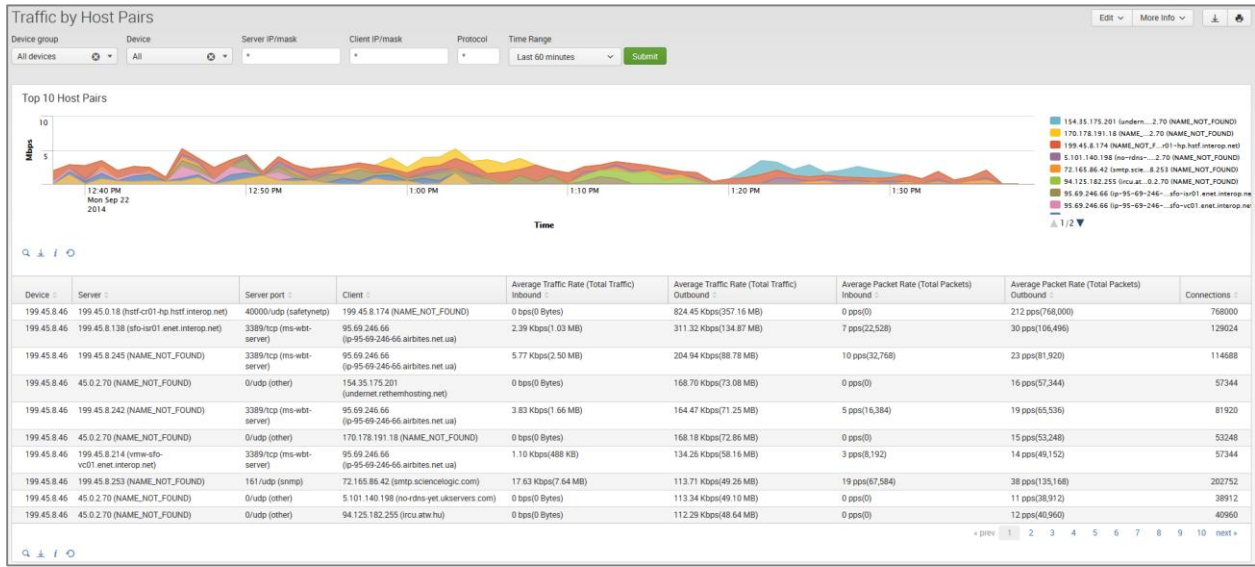 Traffic by Host Pairs
Edit More Info
Device group Device Server IP/mask Client IP/mask Protocol Time Range
All devices All * * * Last 60 minutes Submit
Top 10 Host Pairs
10
5
Mbps
12:40 PM 12:50 PM 1:00 PM 1:10 PM 1:20 PM 1:30 PM
Mon Sep 22
2014
Time
154.35.175.201 (undern....2.70 (NAME_NOT_FOUND)
170.178.191.18 (NAME_...2.70 (NAME_NOT_FOUND)
199.45.8.174 (NAME_NOT_F...r01-hp.hstf.interop.net)
5.101.140.198 (no-rdns-....2.70 (NAME_NOT_FOUND)
72.165.86.42 (smtp.scie...8.253 (NAME_NOT_FOUND)
94.125.182.255 (ircu.at...0.2.70 (NAME_NOT_FOUND)
95.69.246.66 (ip-95-69-246-...sfo-isr01.enet.interop.ne
95.69.246.66 (ip-95-69-246-...sfo-vc01.enet.interop.ne
1/2
Average Traffic Rate (Total Traffic) Average Traffic Rate (Total Traffic) Average Packet Rate (Total Packets) Average Packet Rate (Total Packets)
Device Server Server port Client Inbound Outbound Inbound Outbound Connections
199.45.8.46 199.45.0.18 (hstf-cr01-hp.hstf.interop.net) 40000/udp (safetynetp) 199.45.8.174 (NAME_NOT_FOUND) 0 bps(0 Bytes) 824.45 Kbps(357.16 MB) 0 pps(0) 212 pps(768,000) 768000
199.45.8.46 199.45.8.138 (sfo-isr01.enet.interop.net) 3389/tcp (ms-wbt- 95.69.246.66 2.39 Kbps(1.03 MB) 311.32 Kbps(134.87 MB) 7 pps(22,528) 30 pps(106,496) 129024
server) (ip-95-69-246-66.airbites.net.ua)
199.45.8.46 199.45.8.245 (NAME_NOT_FOUND) 3389/tcp (ms-wbt- 95.69.246.66 5.77 Kbps(2.50 MB) 204.94 Kbps(88.78 MB) 10 pps(32,768) 23 pps(81,920) 114688
server) (ip-95-69-246-66.airbites.net.ua)
199.45.8.46 45.0.2.70 (NAME_NOT_FOUND) 0/udp (other) 154.35.175.201 0 bps(0 Bytes) 168.70 Kbps(73.08 MB) 0 pps(0) 16 pps(57,344) 57344
(undernet.rethemhosting.net)
199.45.8.46 199.45.8.242 (NAME_NOT_FOUND) 3389/tcp (ms-wbt- 95.69.246.66 3.83 Kbps(1.66 MB) 164.47 Kbps(71.25 MB) 5 pps(16,384) 19 pps(65,536) 81920
server) (ip-95-69-246-66.airbites.net.ua)
199.45.8.46 45.0.2.70 (NAME_NOT_FOUND) 0/udp (other) 170.178.191.18 (NAME_NOT_FOUND) 0 bps(0 Bytes) 168.18 Kbps(72.86 MB) 0 pps(0) 15 pps(53,248) 53248
199.45.8.46 199.45.8.214 (vmw-sfo- 3389/tcp (ms-wbt- 95.69.246.66 1.10 Kbps(488 KB) 134.26 Kbps(58.16 MB) 3 pps(8,192) 14 pps(49,152) 57344
vc01.enet.interop.net) server) (ip-95-69-246-66.airbites.net.ua)
199.45.8.46 199.45.8.253 (NAME_NOT_FOUND) 161/udp (snmp) 72.165.86.42 (smtp.sciencelogic.com) 17.63 Kbps(7.64 MB) 113.71 Kbps(49.26 MB) 19 pps(67,584) 38 pps(135,168) 202752
199.45.8.46 45.0.2.70 (NAME_NOT_FOUND) 0/udp (other) 5.101.140.198 (no-rdns-yet.ukservers.com) 0 bps(0 Bytes) 113.34 Kbps(49.10 MB) 0 pps(0) 11 pps(38,912) 38912
199.45.8.46 45.0.2.70 (NAME_NOT_FOUND) 0/udp (other) 94.125.182.255 (ircu.atw.hu) 0 bps(0 Bytes) 112.29 Kbps(48.64 MB) 0 pps(0) 12 pps(40,960) 40960
« prev 1 2 3 4 5 6 7 8 9 10 next »